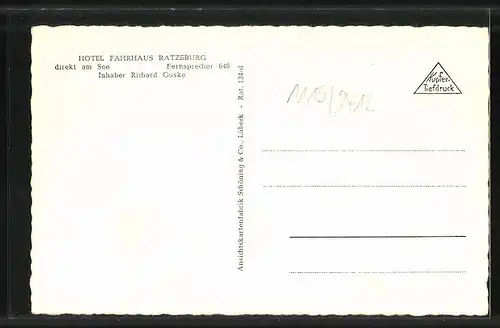 HOTEL FAHRHAUS RATZEBURG
direkt am See Fernsprecher 646
Inhaber Richard Guske
Ansichtskartenfabrik Schöning & Co., Lübeck - Rat. 134-d
Kupfer-
Tiefdruck